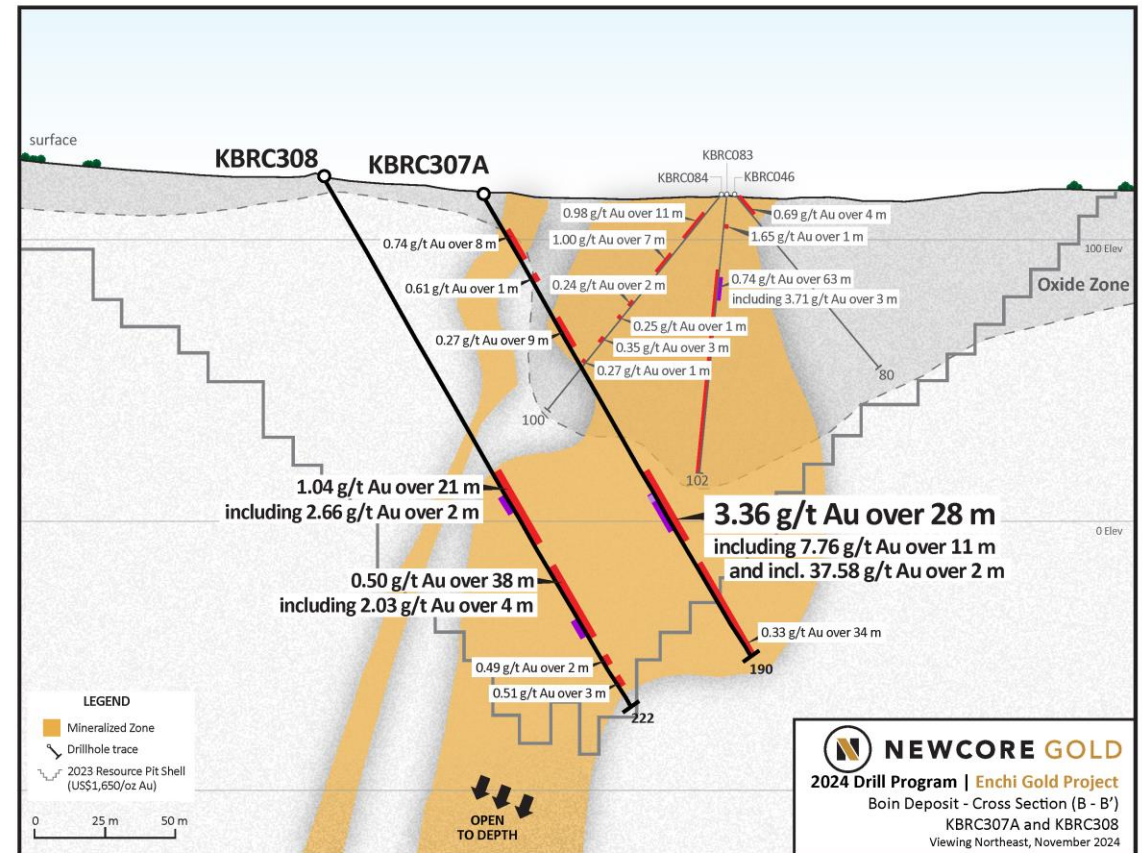 surface
KBRC308
KBRC307A
KBRC083
KBRC084
KBRC046
0.98 g/t Au over 11 m
0.69 g/t Au over 4 m
1.00 g/t Au over 7 m
1.65 g/t Au over 1 m
0.74 g/t Au over 8 m
100 Elev
0.61 g/t Au over 1 m
0.24 g/t Au over 2 m
0.74 g/t Au over 63 m
including 3.71 g/t Au over 3 m
Oxide Zone
0.25 g/t Au over 1 m
0.27 g/t Au over 9 m
0.35 g/t Au over 3 m
0.27 g/t Au over 1 m
80
100
102
1.04 g/t Au over 21 m
including 2.66 g/t Au over 2 m
3.36 g/t Au over 28 m
including 7.76 g/t Au over 11 m
and incl. 37.58 g/t Au over 2 m
0 Elev
0.50 g/t Au over 38 m
including 2.03 g/t Au over 4 m
0.33 g/t Au over 34 m
0.49 g/t Au over 2 m
190
0.51 g/t Au over 3 m
222
LEGEND
Mineralized Zone
Drillhole trace
2023 Resource Pit Shell
(US$1,650/oz Au)
0 25 m 50 m
OPEN
TO DEPTH
NEWCORE GOLD
2024 Drill Program | Enchi Gold Project
Boin Deposit - Cross Section (B - B')
KBRC307A and KBRC308
Viewing Northeast, November 2024